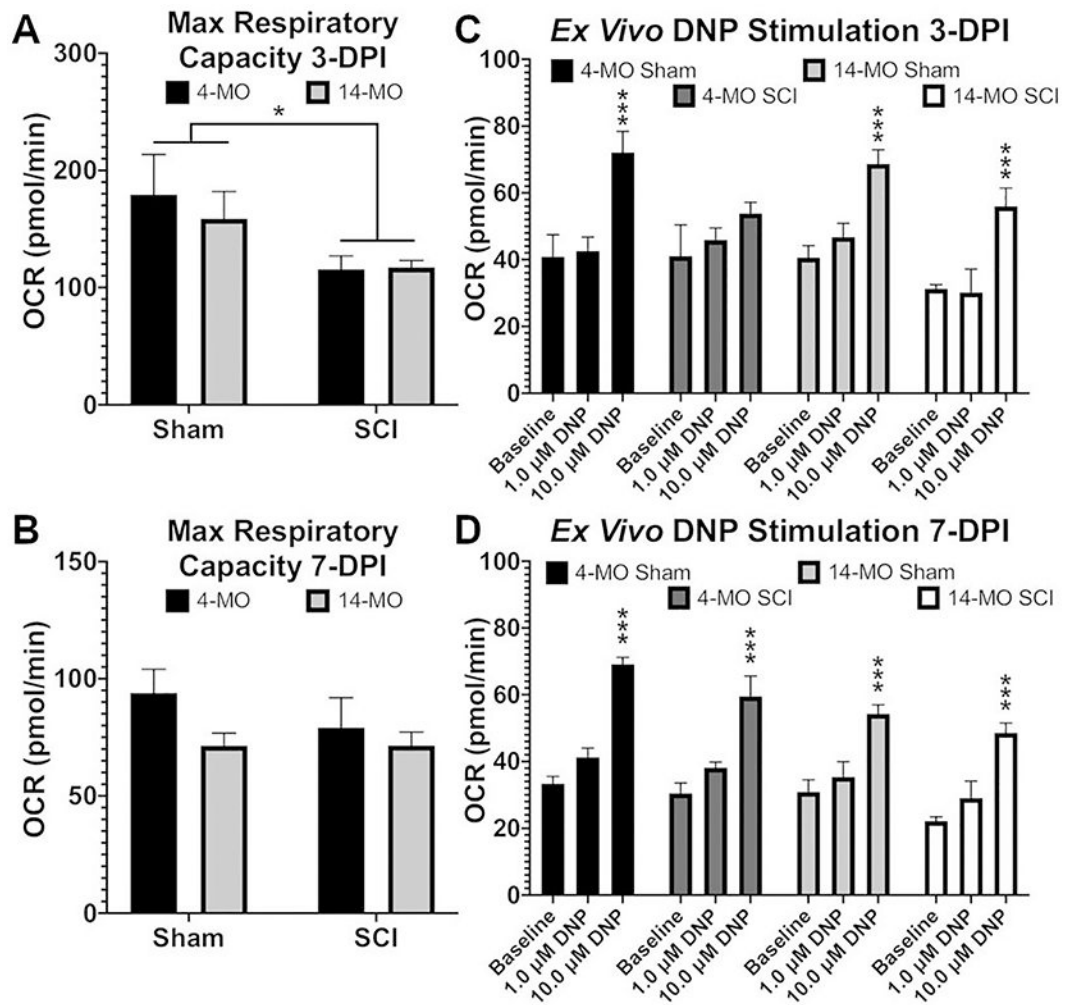 A
Max Respiratory
Capacity 3-DPI
4-MO 14-MO
*
OCR (pmol/min)
300
200
100
0
Sham SCI
C
Ex Vivo DNP Stimulation 3-DPI
4-MO Sham 14-MO Sham
4-MO SCI 14-MO SCI
*** *** ***
OCR (pmol/min)
100
80
60
40
20
0
Baseline 1.0 µM DNP 10.0 µM DNP Baseline 1.0 µM DNP 10.0 µM DNP Baseline 1.0 µM DNP 10.0 µM DNP Baseline 1.0 µM DNP 10.0 µM DNP
B
Max Respiratory
Capacity 7-DPI
4-MO 14-MO
OCR (pmol/min)
150
100
50
0
Sham SCI
D
Ex Vivo DNP Stimulation 7-DPI
4-MO Sham 14-MO Sham
4-MO SCI 14-MO SCI
*** *** *** ***
OCR (pmol/min)
100
80
60
40
20
0
Baseline 1.0 µM DNP 10.0 µM DNP Baseline 1.0 µM DNP 10.0 µM DNP Baseline 1.0 µM DNP 10.0 µM DNP Baseline 1.0 µM DNP 10.0 µM DNP